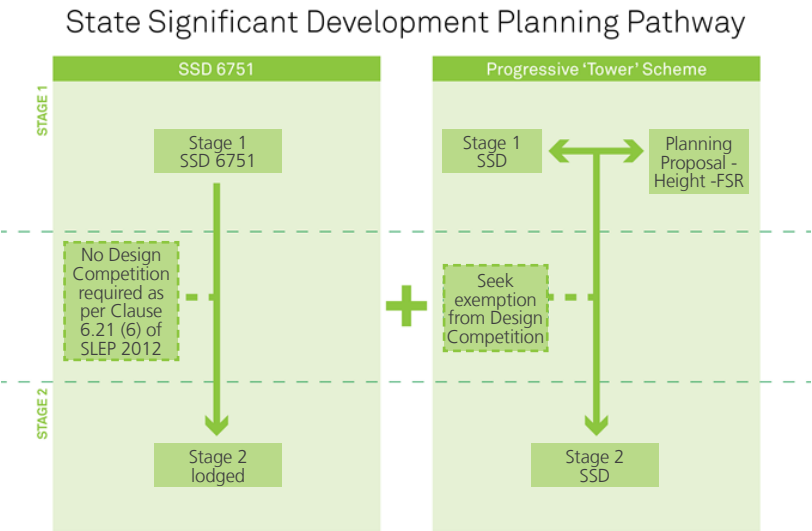 State Significant Development Planning Pathway
SSD 6751
Progressive ‘Tower’ Scheme
STAGE 1
Stage 1
SSD 6751
Stage 1
SSD
Planning
Proposal -
Height -FSR
No Design
Competition
required as
per Clause
6.21 (6) of
SLEP 2012
Seek
exemption
from Design
Competition
STAGE 2
Stage 2
lodged
Stage 2
SSD